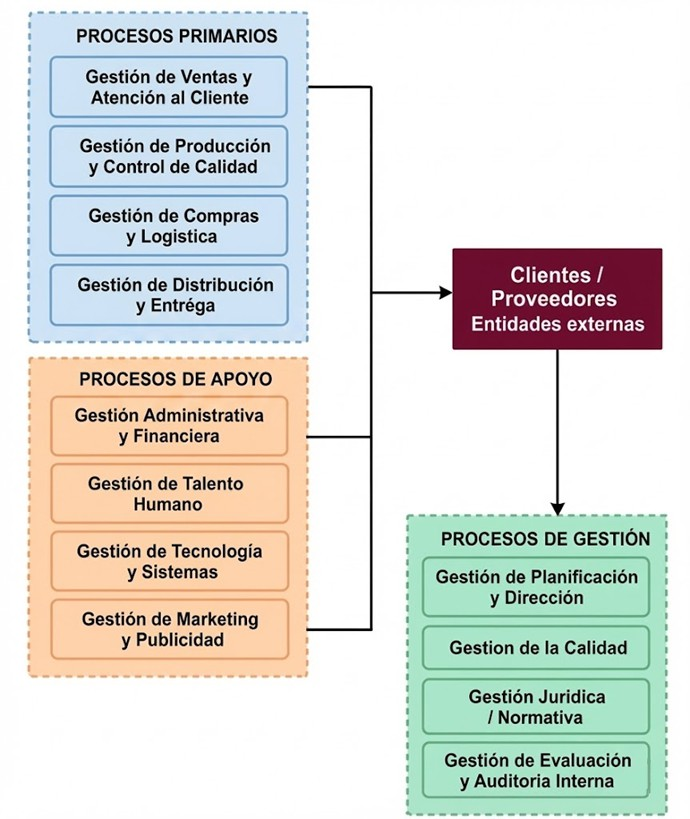 PROCESOS PRIMARIOS
Gestión de Ventas y
Atención al Cliente
Gestión de Producción
y Control de Calidad
Gestión de Compras
y Logistica
Gestión de Distribución
y Entréga
PROCESOS DE APOYO
Gestión Administrativa
y Financiera
Gestión de Talento
Humano
Gestión de Tecnología
y Sistemas
Gestión de Marketing
y Publicidad
Clientes /
Proveedores
Entidades externas
PROCESOS DE GESTIÓN
Gestión de Planificación
y Dirección
Gestion de la Calidad
Gestión Juridica
/ Normativa
Gestión de Evaluación
y Auditoria Interna